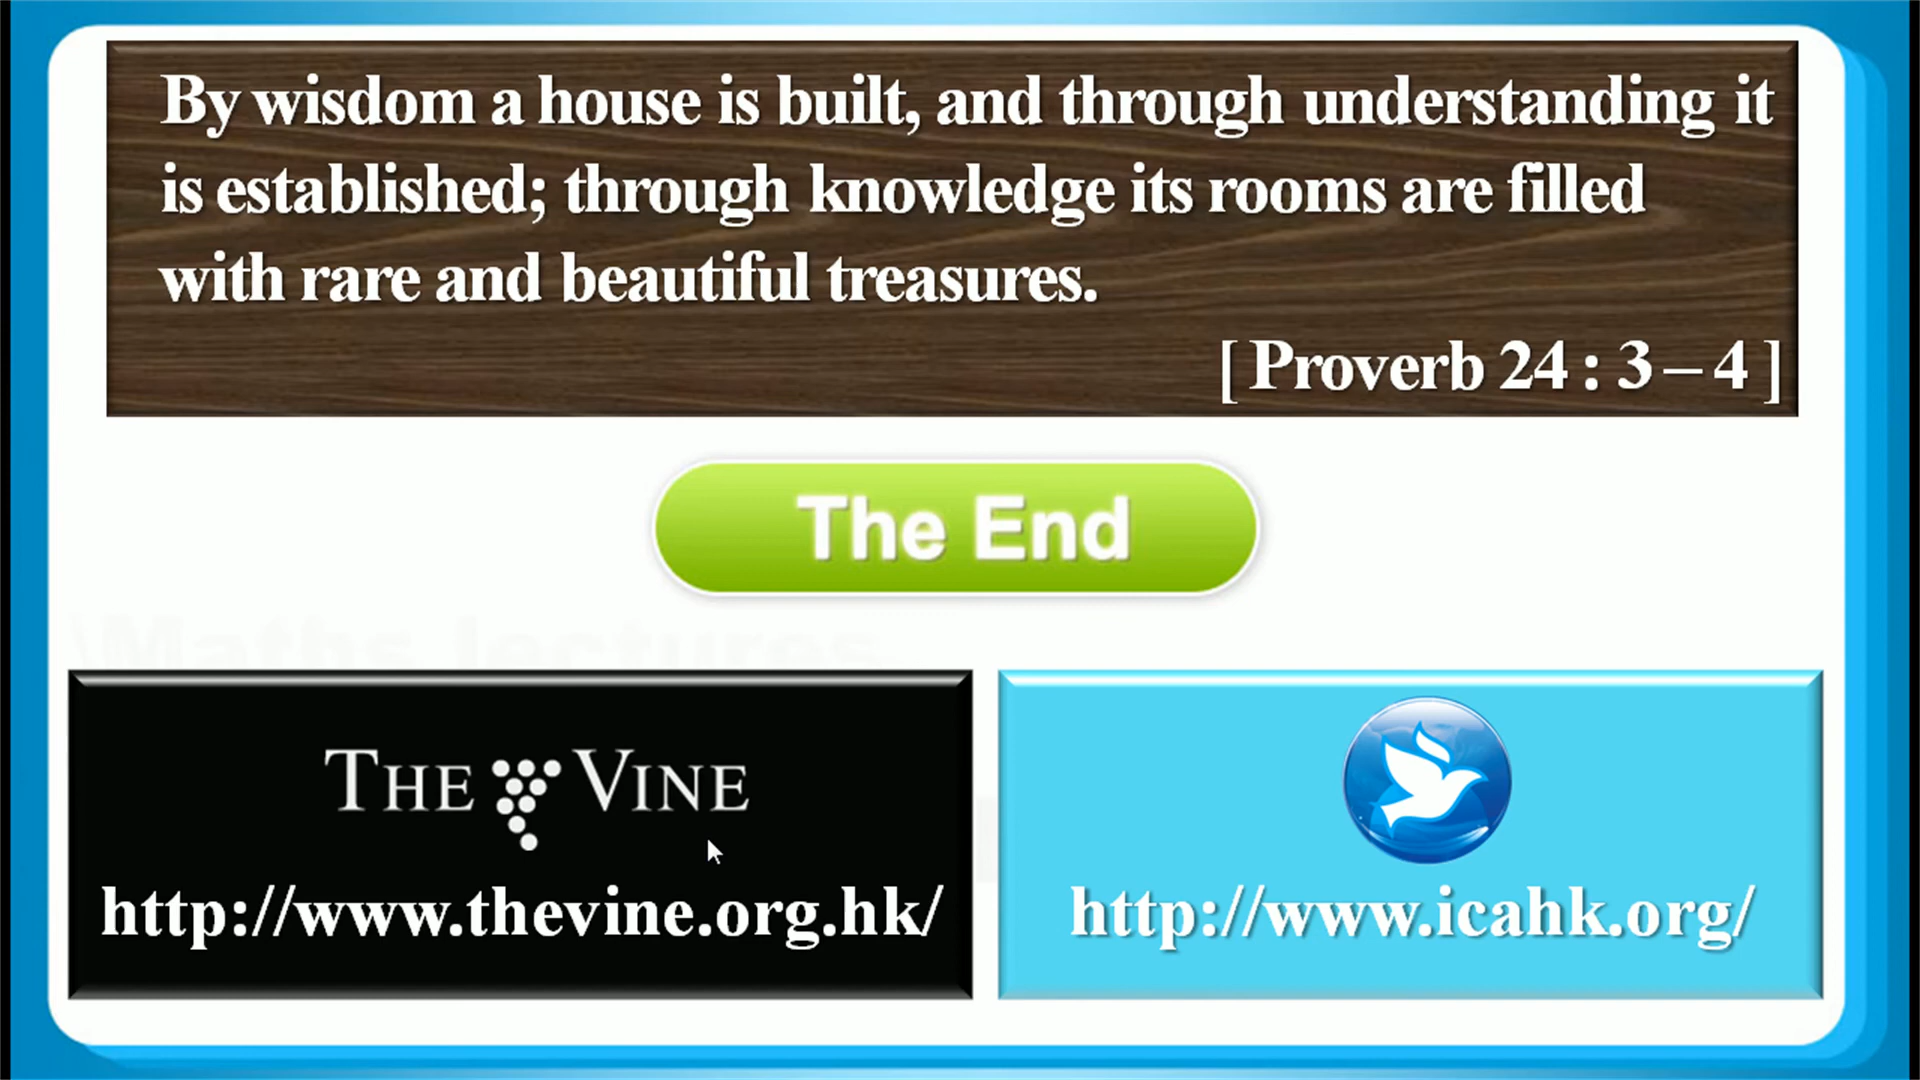 By wisdom a house is built, and through understanding it
is established; through knowledge its rooms are filled
with rare and beautiful treasures.
[ Proverb 24 : 3 – 4 ]
The End
\Maths lectures
THE VINE
http://www.thevine.org.hk/
http://www.icahk.org/